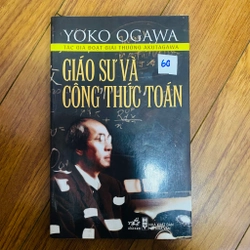 YOKO OGAWA
TÁC GIẢ ĐOẠT GIẢI THƯỞNG AKUTAGAWA
GIÁO SƯ VÀ
60
CÔNG THỨC TOÁN